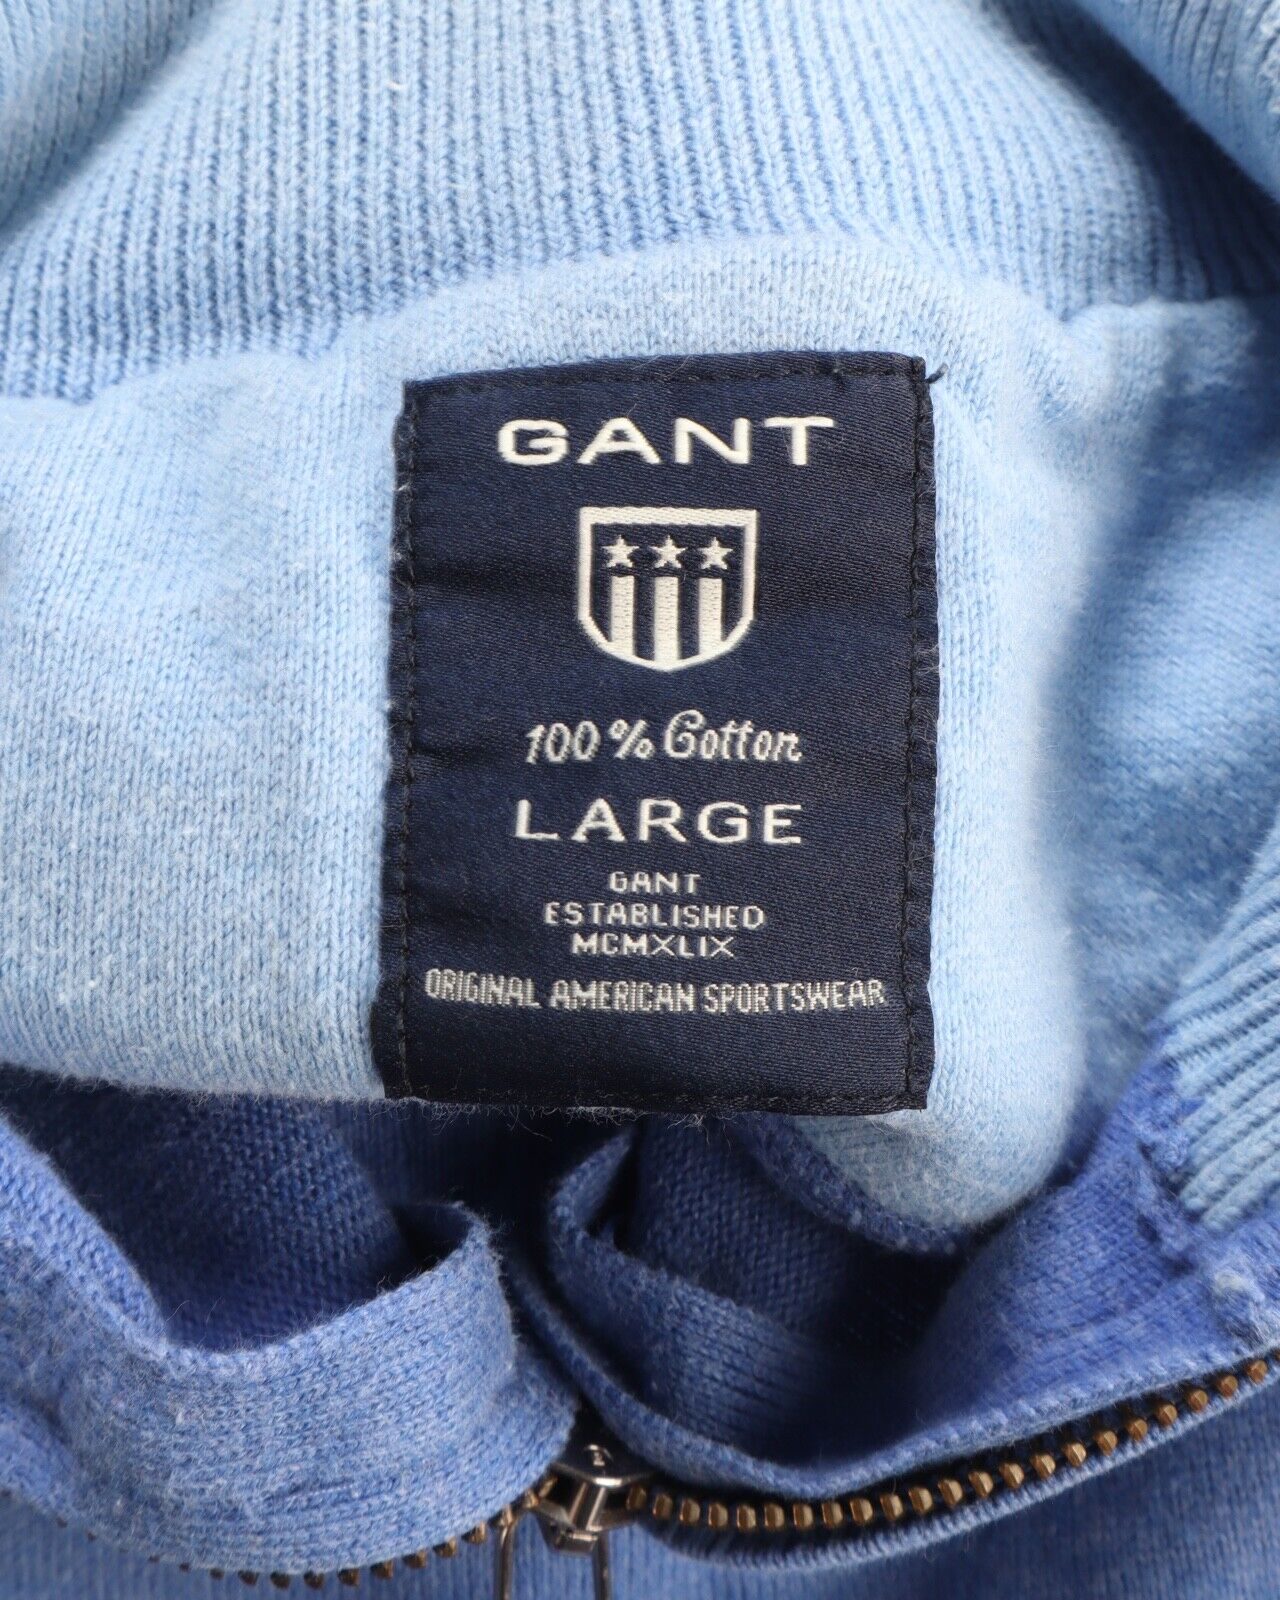 GANT
100 % Cotton
LARGE
GANT
ESTABLISHED
MCMXLIX
ORIGINAL AMERICAN SPORTSWEAR